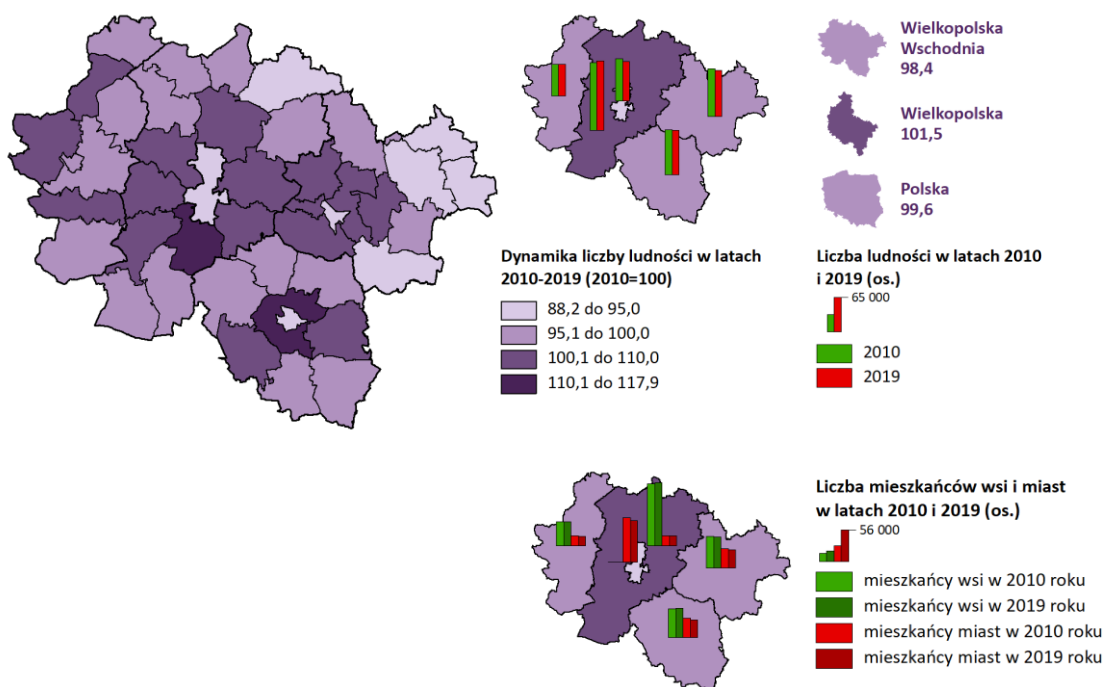 Wielkopolska
Wschodnia
98,4
Wielkopolska
101,5
Polska
99,6
Dynamika liczby ludności w latach
2010-2019 (2010=100)
88,2 do 95,0
95,1 do 100,0
100,1 do 110,0
110,1 do 117,9
Liczba ludności w latach 2010
i 2019 (os.)
65 000
2010
2019
Liczba mieszkańców wsi i miast
w latach 2010 i 2019 (os.)
56 000
mieszkańcy wsi w 2010 roku
mieszkańcy wsi w 2019 roku
mieszkańcy miast w 2010 roku
mieszkańcy miast w 2019 roku